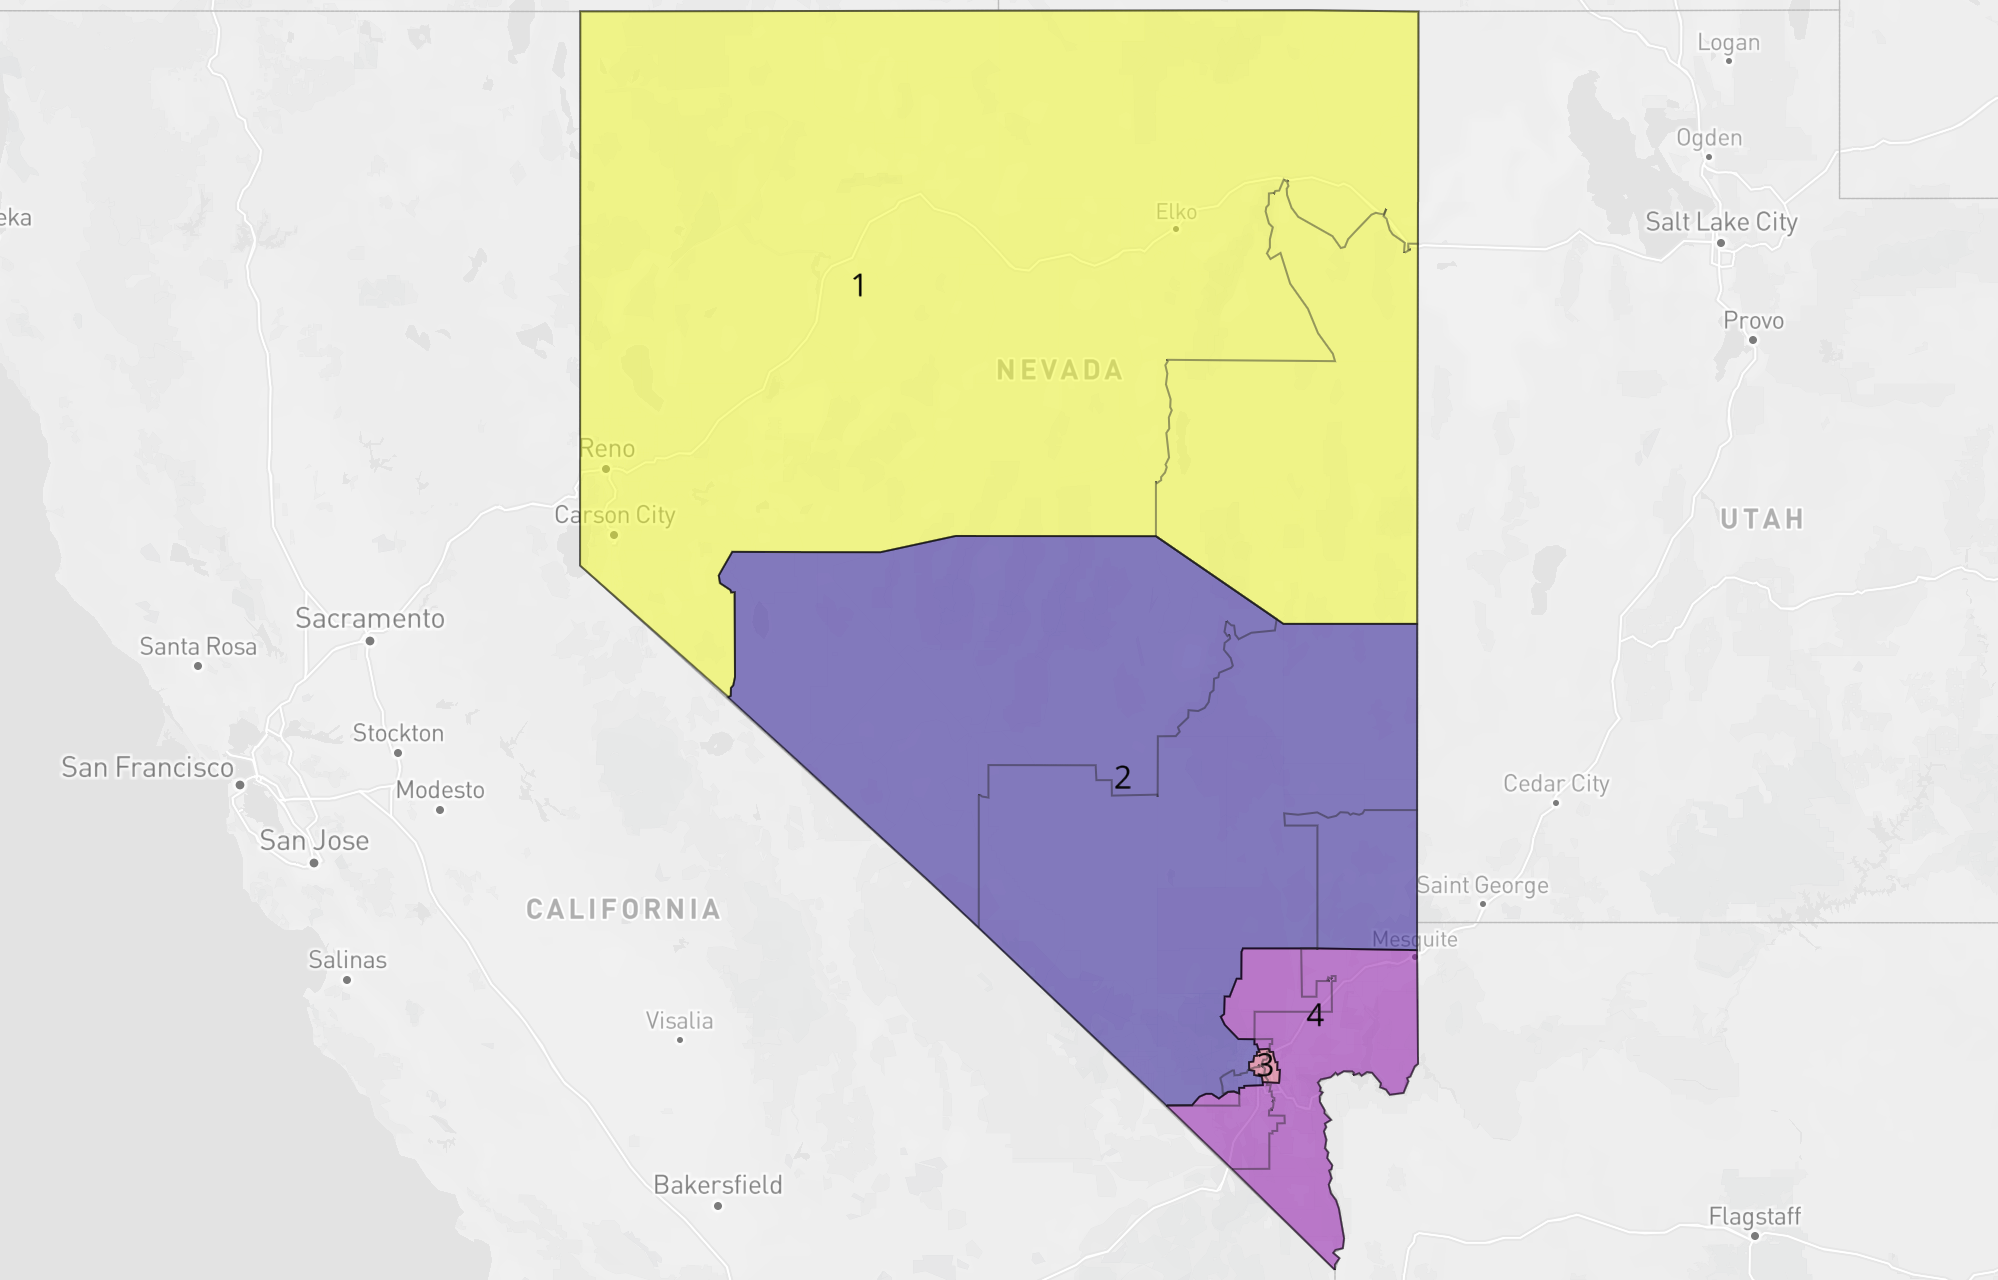 Logan
Ogden
eka
Elko
Salt Lake City
1
Provo
NEVADA
Reno
Carson City
UTAH
Sacramento
Santa Rosa
Stockton
San Francisco
2
Modesto
Cedar City
San Jose
Saint George
CALIFORNIA
Mesquite
Salinas
4
Visalia
3
Bakersfield
Flagstaff